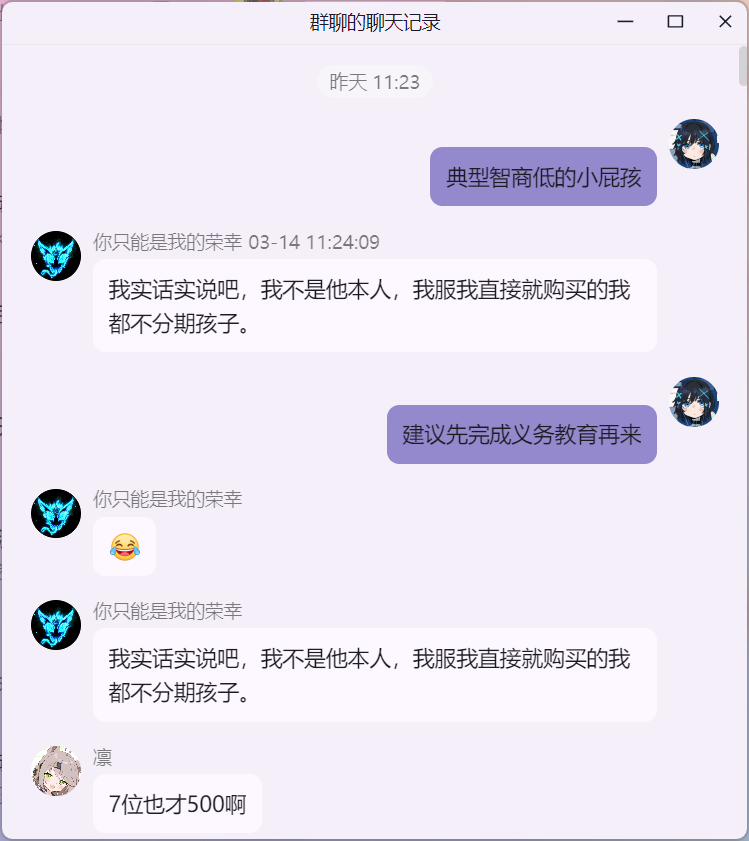 群聊的聊天记录
昨天 11:23
典型智商低的小屁孩
你只能是我的荣幸 03-14 11:24:09
我实话实说吧，我不是他本人，我服我直接就购买的我
都不分期孩子。
建议先完成义务教育再来
你只能是我的荣幸
你只能是我的荣幸
我实话实说吧，我不是他本人，我服我直接就购买的我
都不分期孩子。
凛
7位也才500啊